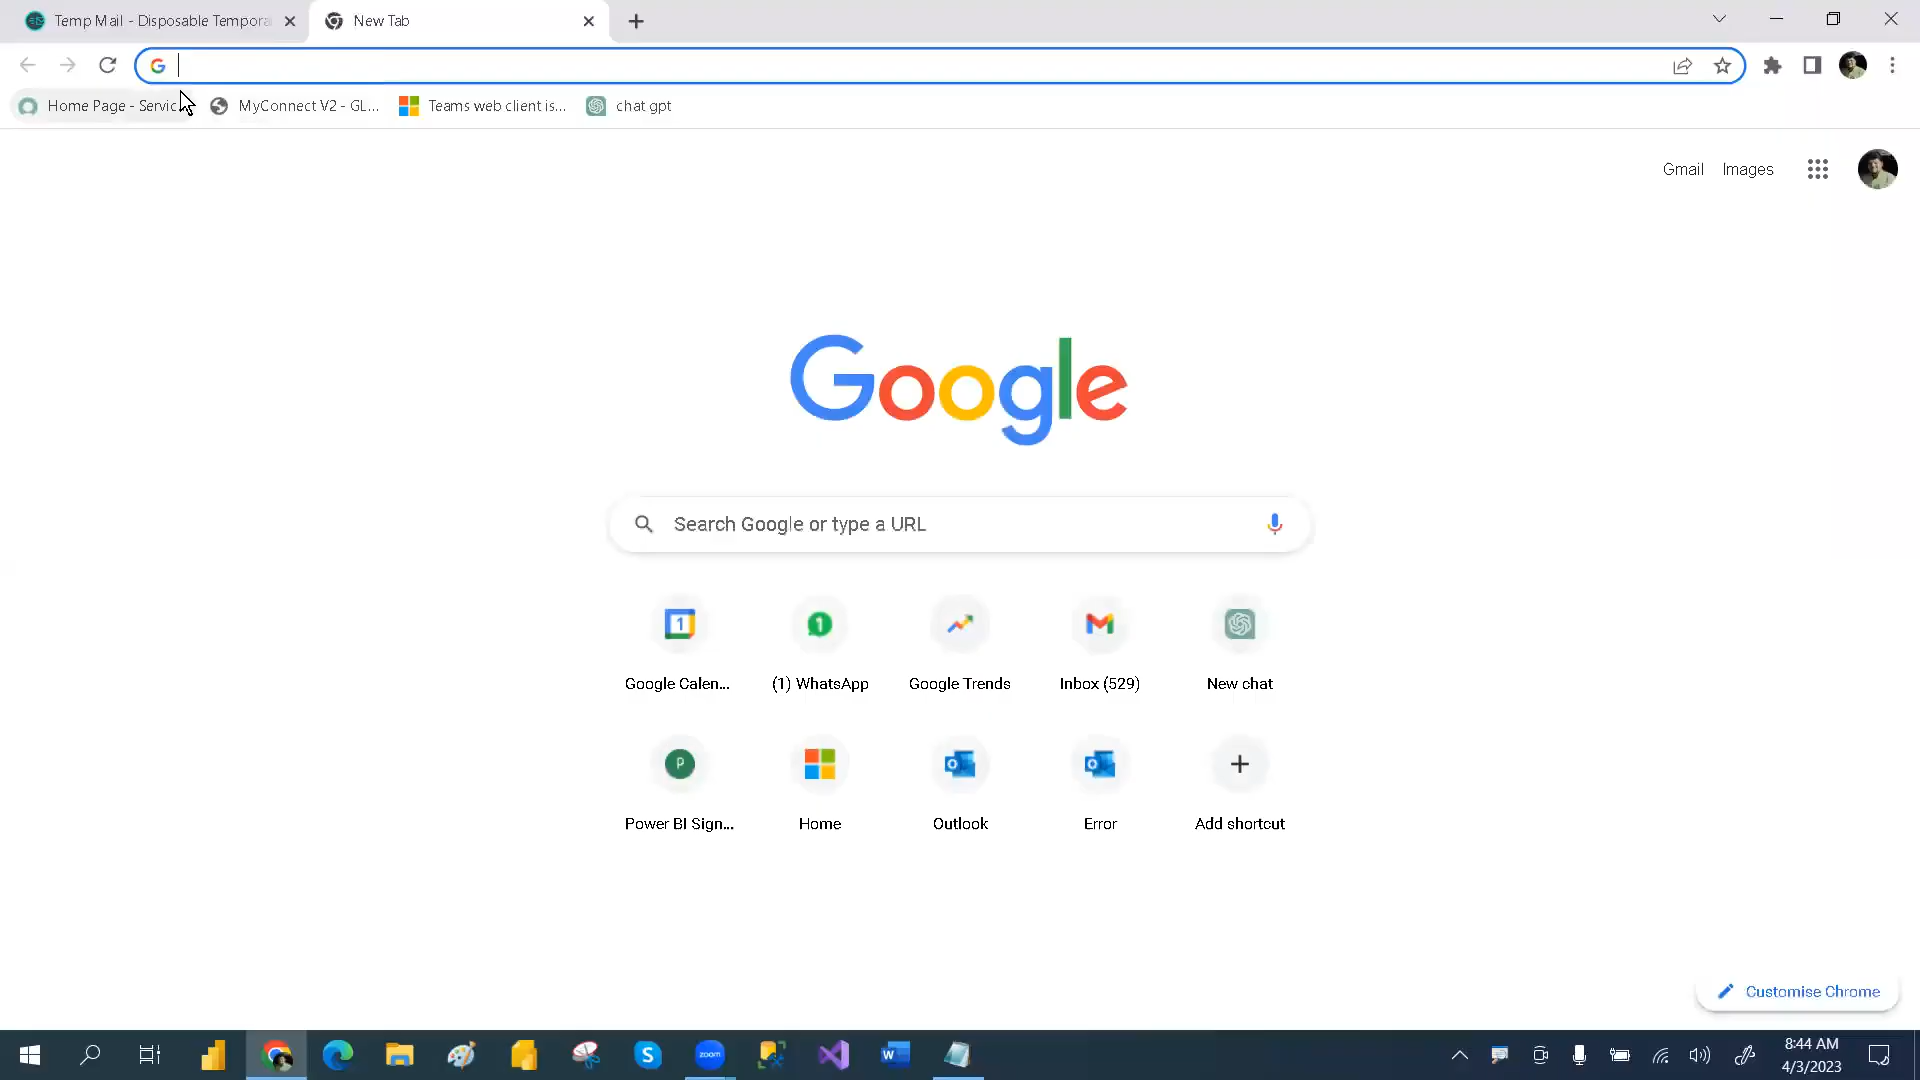 Temp Mail - Disposable Tempora
New Tab
Home Page - Servic
MyConnect V2 - GL...
Teams web client is...
chat gpt
Gmail
Images
Google
Search Google or type a URL
Google Calen...
(1) WhatsApp
Google Trends
Inbox (529)
New chat
Power BI Sign...
Home
Outlook
Error
Add shortcut
Customise Chrome
8:44 AM
4/3/2023